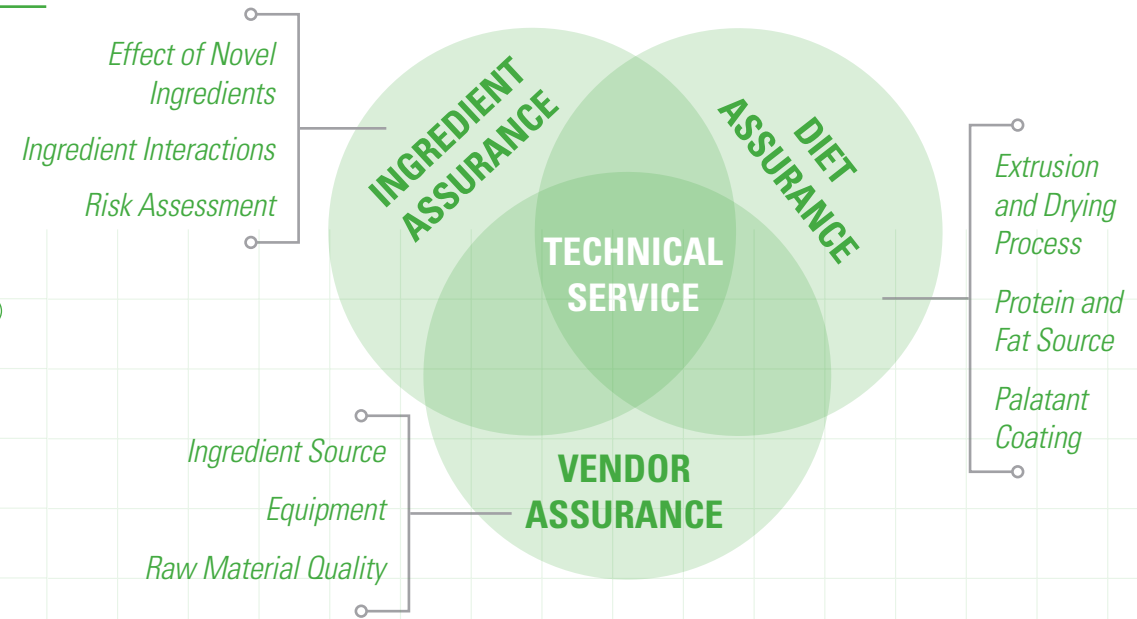 Effect of Novel
Ingredients
Ingredient Interactions
Risk Assessment
INGREDIENT
ASSURANCE
DIET
ASSURANCE
TECHNICAL
SERVICE
Extrusion
and Drying
Process
Protein and
Fat Source
Palatant
Coating
)
Ingredient Source
Equipment
Raw Material Quality
VENDOR
ASSURANCE